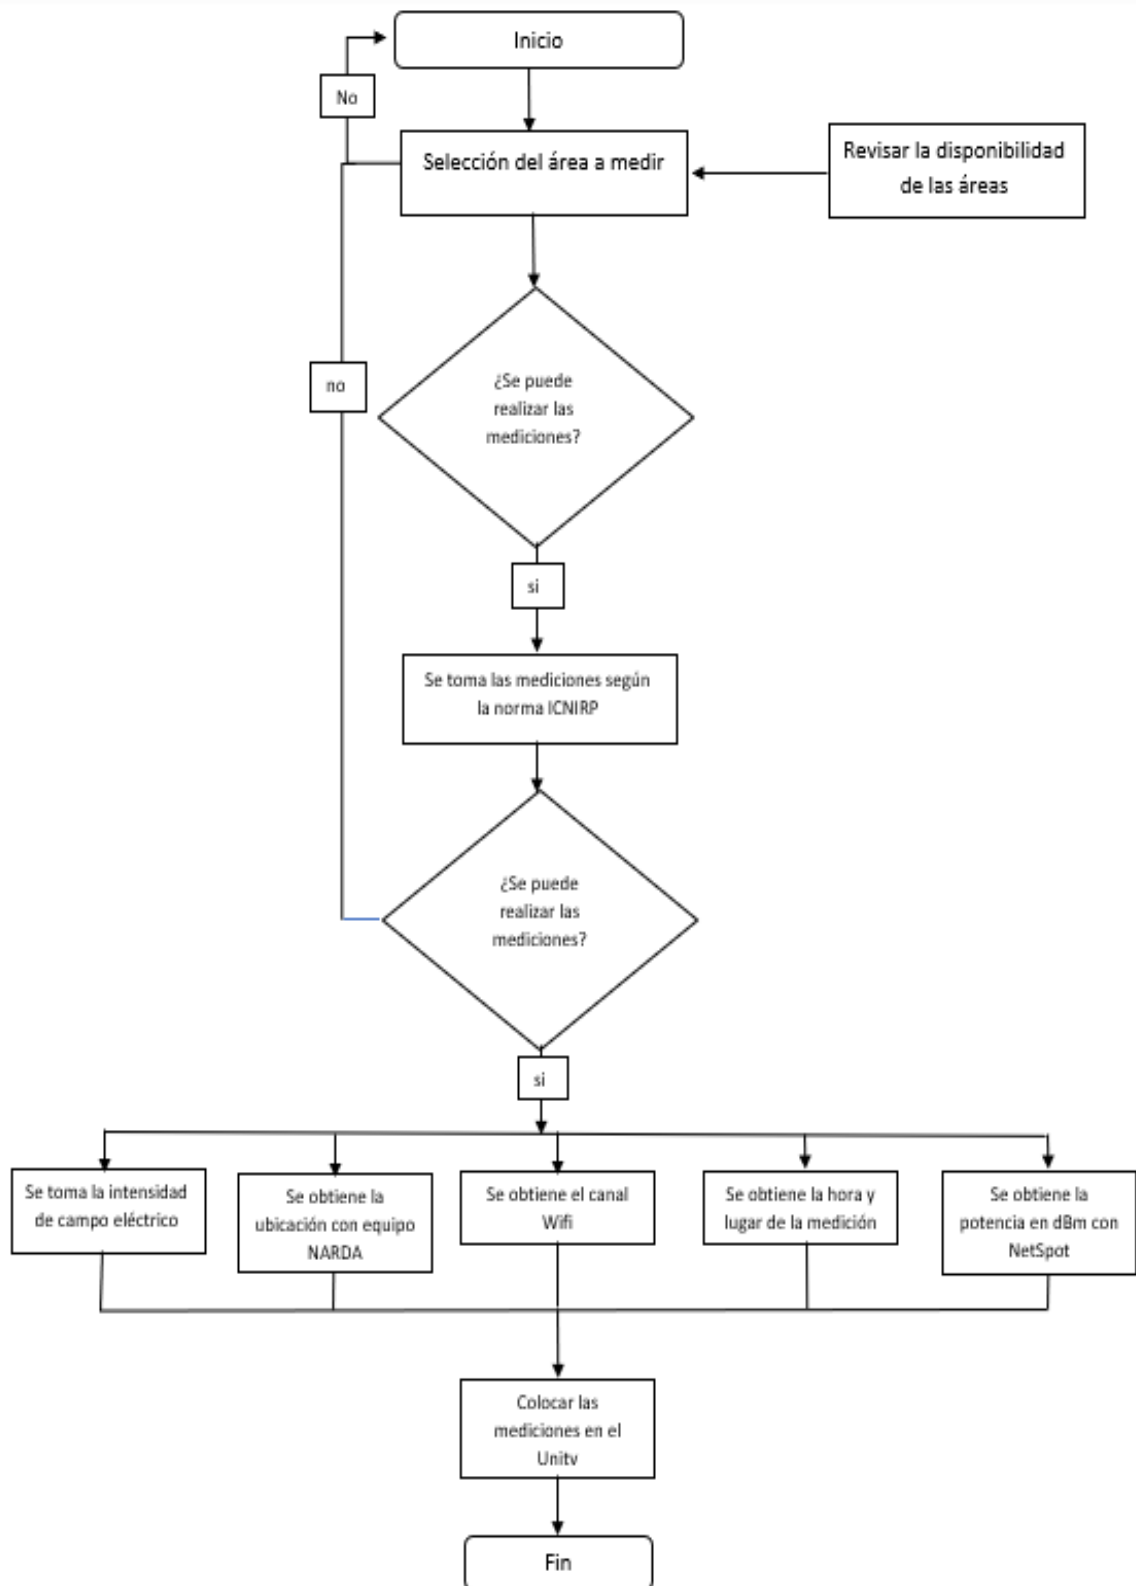 Inicio
No
Selección del área a medir
Revisar la disponibilidad
de las áreas
¿Se puede
realizar las
mediciones?
no
si
Se toma las mediciones según
la norma ICNIRP
¿Se puede
realizar las
mediciones?
si
Se toma la intensidad
de campo eléctrico
Se obtiene la
ubicación con equipo
NARDA
Se obtiene el canal
Wifi
Se obtiene la hora y
lugar de la medición
Se obtiene la
potencia en dBm con
NetSpot
Colocar las
mediciones en el
Unity
Fin